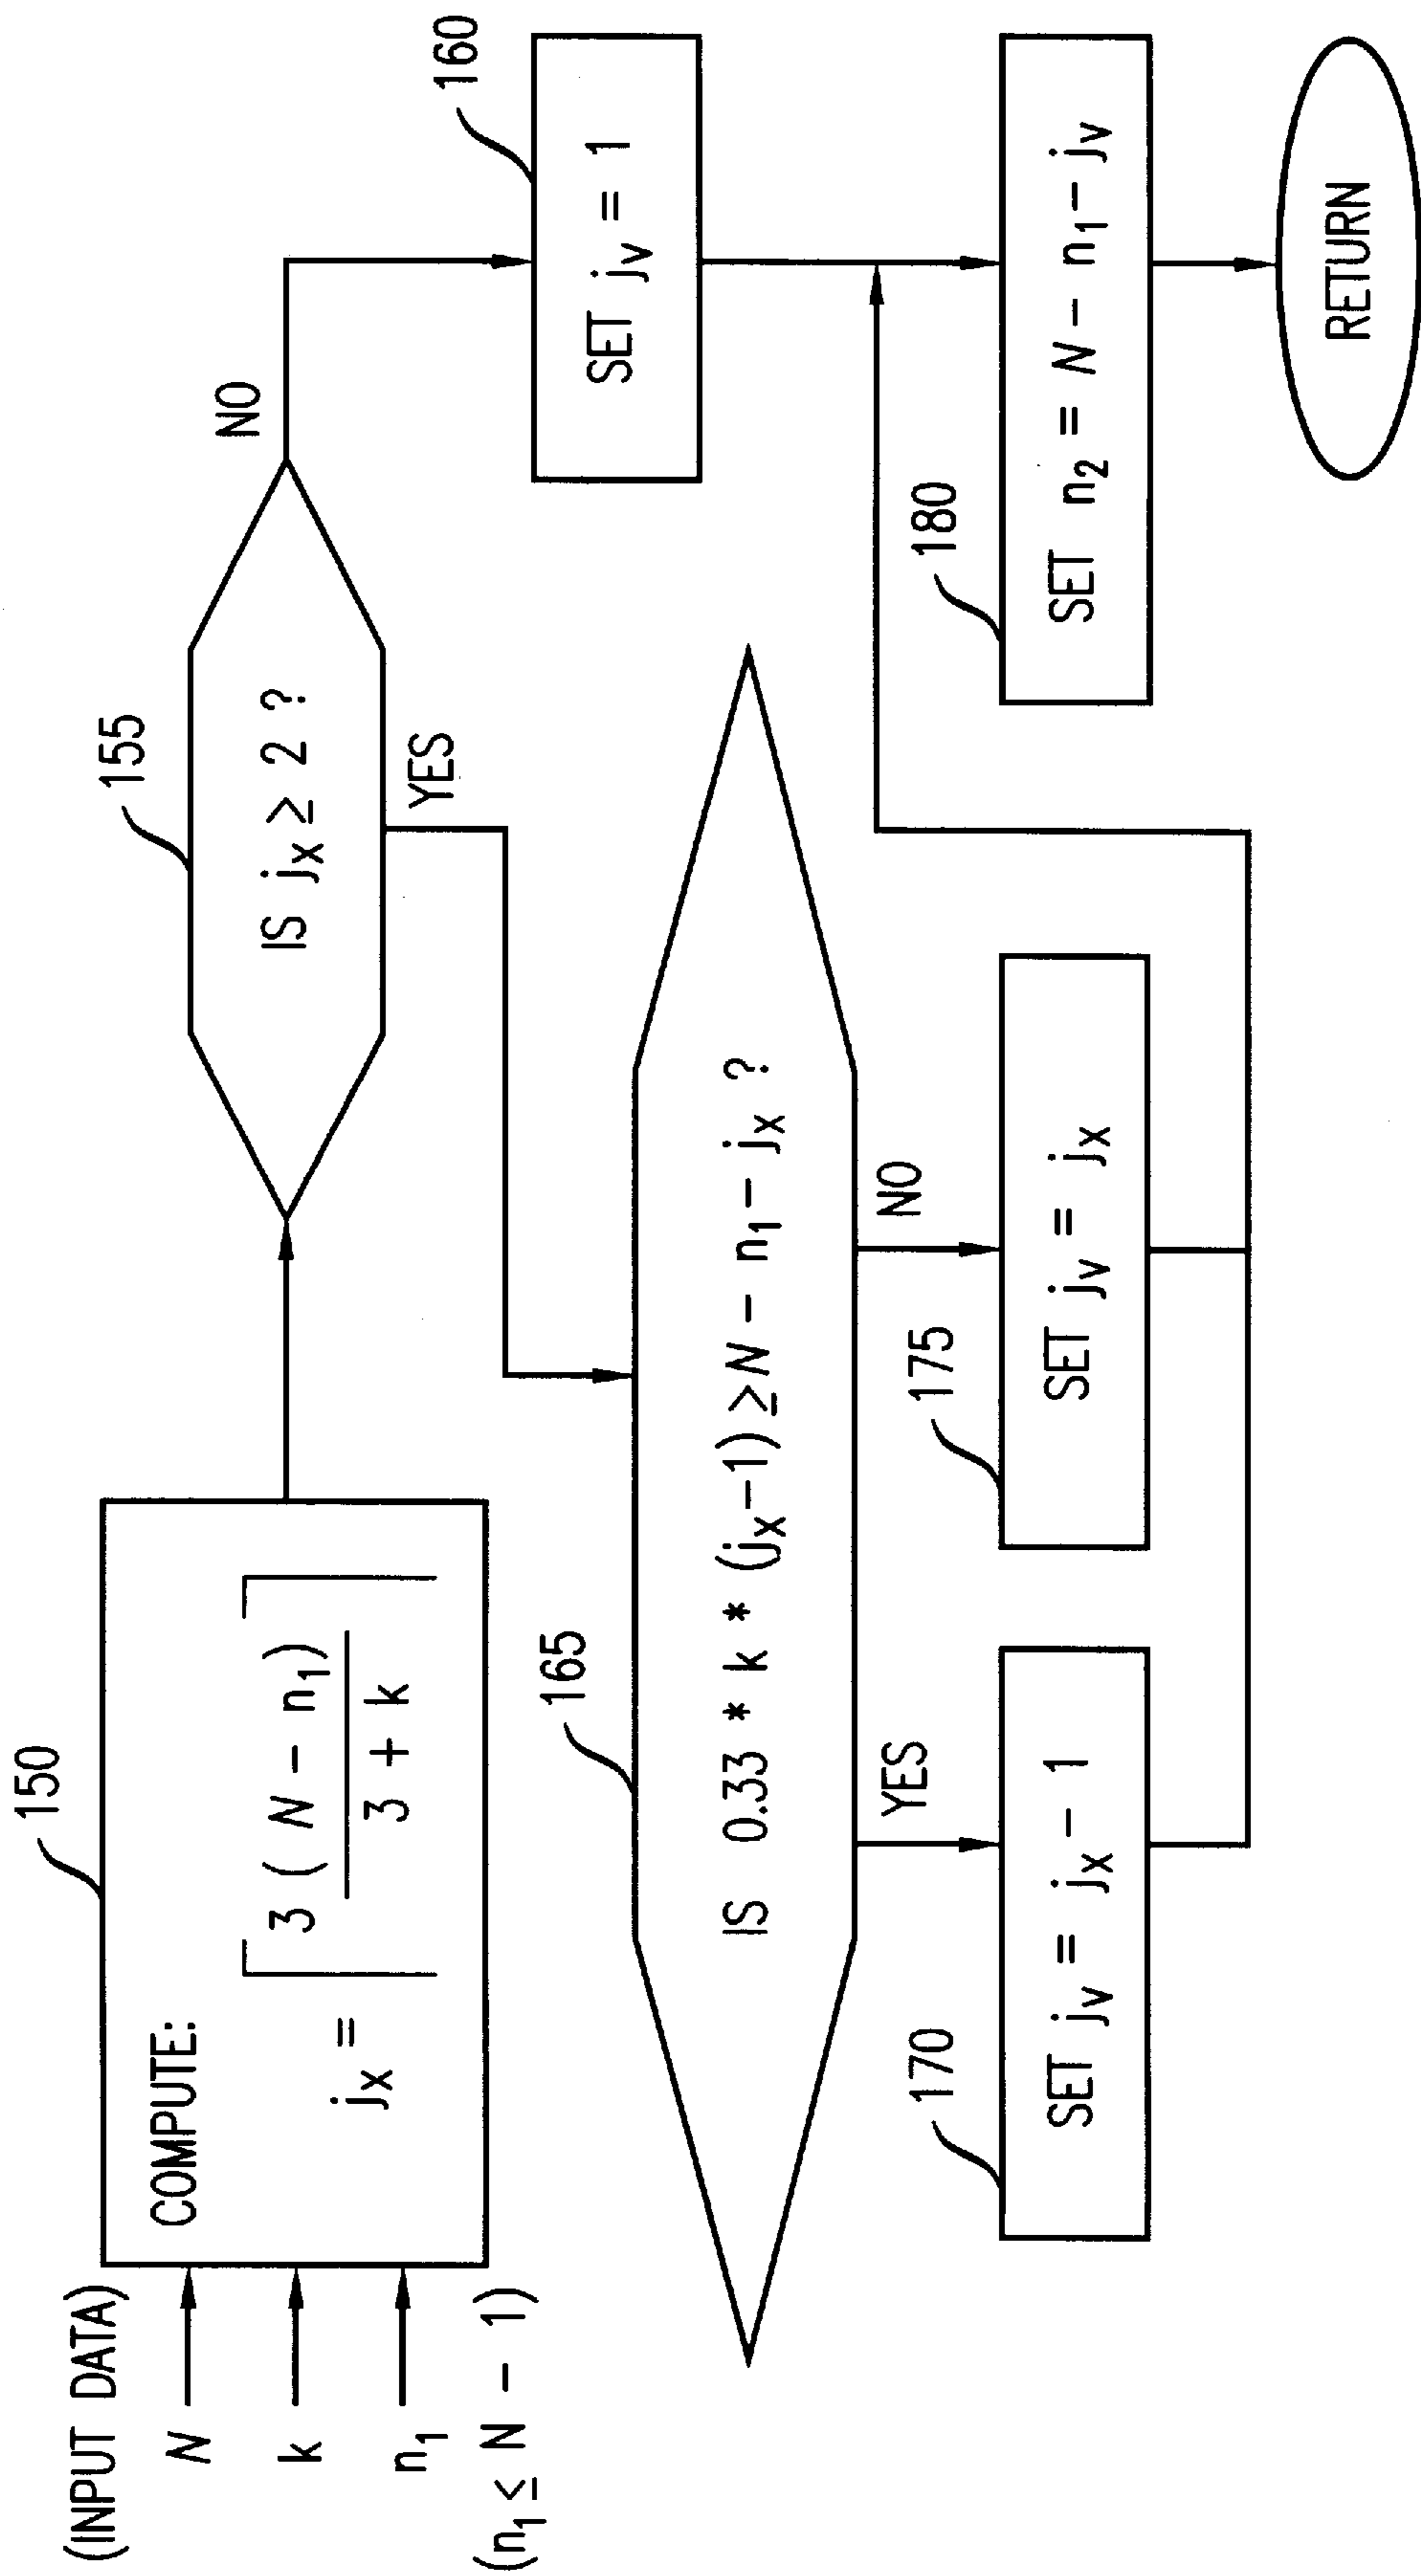 (INPUT DATA)
N
k
n₁
(n₁ ≤ N − 1)
150
COMPUTE:
jₓ = ⌈ 3 ( N − n₁) / 3 + k ⌉
155
IS jₓ ≥ 2 ?
NO
YES
160
SET jᵥ = 1
165
IS 0.33 * k * (jₓ−1) ≥ N − n₁ − jₓ ?
YES
NO
170
SET jᵥ = jₓ − 1
175
SET jᵥ = jₓ
180
SET n₂ = N − n₁ − jᵥ
RETURN